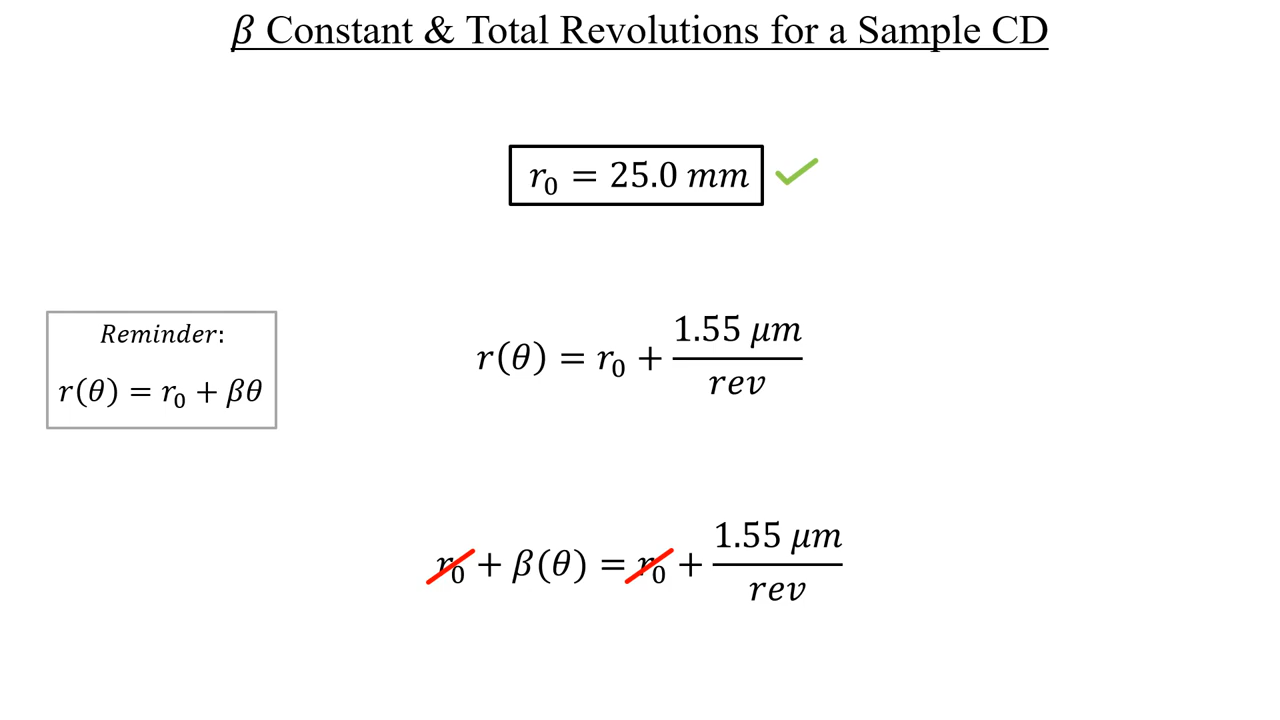 β Constant & Total Revolutions for a Sample CD
r₀ = 25.0 mm
Reminder:
r(θ) = r₀ + βθ
r(θ) = r₀ + 1.55 μm / rev
r₀ + β(θ) = r₀ + 1.55 μm / rev